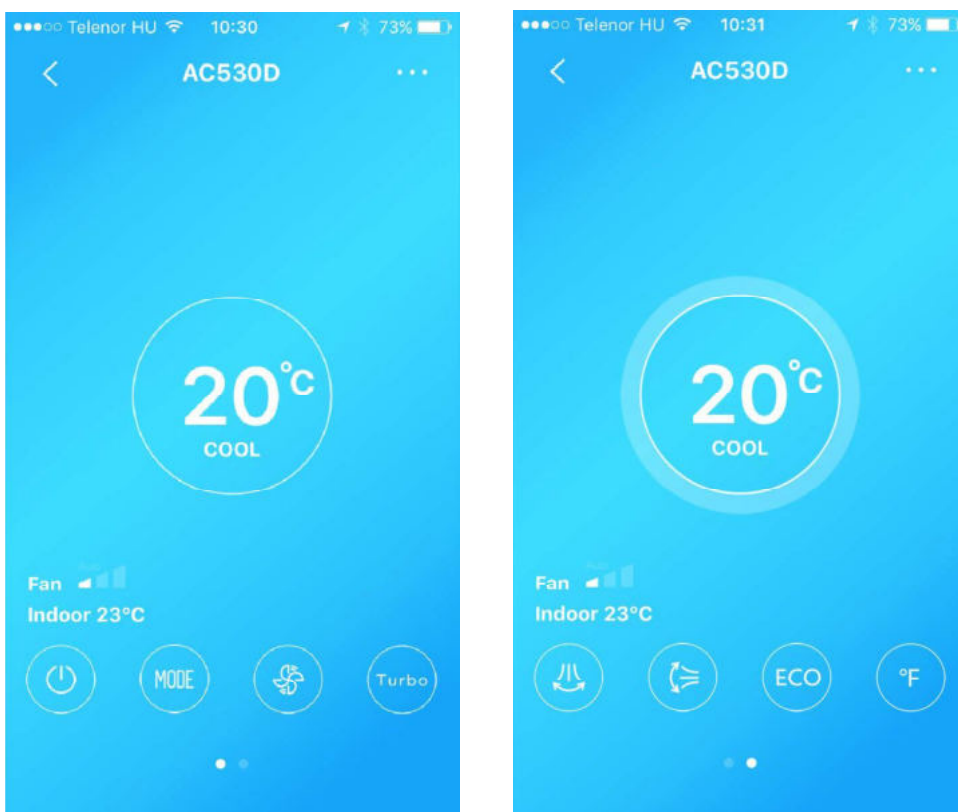 Telenor HU 10:30 73%
AC530D
20°C
COOL
Fan
Indoor 23°C
MODE
Turbo
Telenor HU 10:31 73%
AC530D
20°C
COOL
Fan
Indoor 23°C
ECO
°F